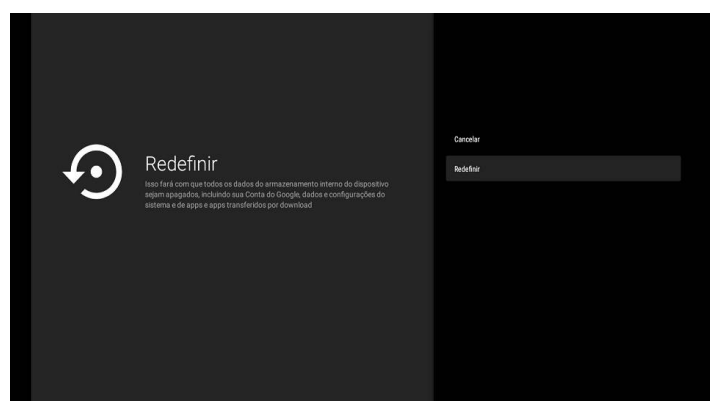 Redefinir
Isso fará com que todos os dados do armazenamento interno do dispositivo
sejam apagados, incluindo sua Conta do Google, dados e configurações do
sistema e de apps e apps transferidos por download
Cancelar
Redefinir